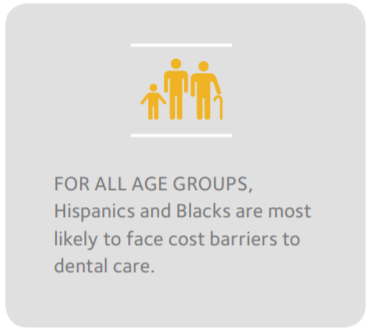 FOR ALL AGE GROUPS,
Hispanics and Blacks are most
likely to face cost barriers to
dental care.